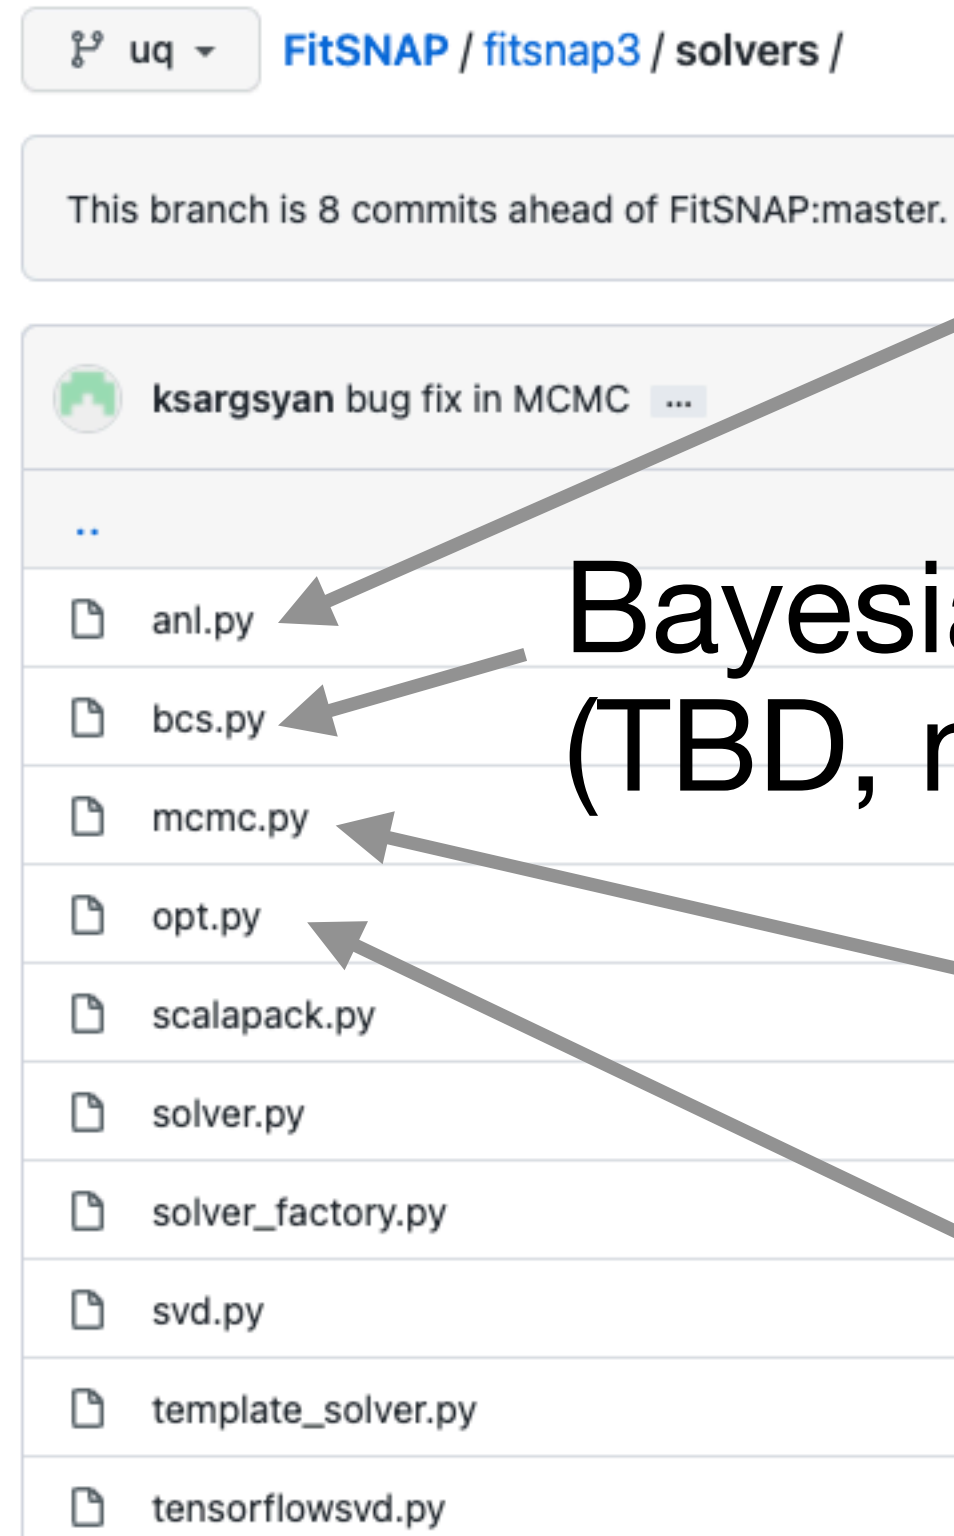 uq FitSNAP / fitsnap3 / solvers /
This branch is 8 commits ahead of FitSNAP:master.
ksargsyan bug fix in MCMC ...
..
anl.py
bcs.py
mcmc.py
opt.py
scalapack.py
solver.py
solver_factory.py
svd.py
template_solver.py
tensorflowsvd.py
Bayesia
(TBD,